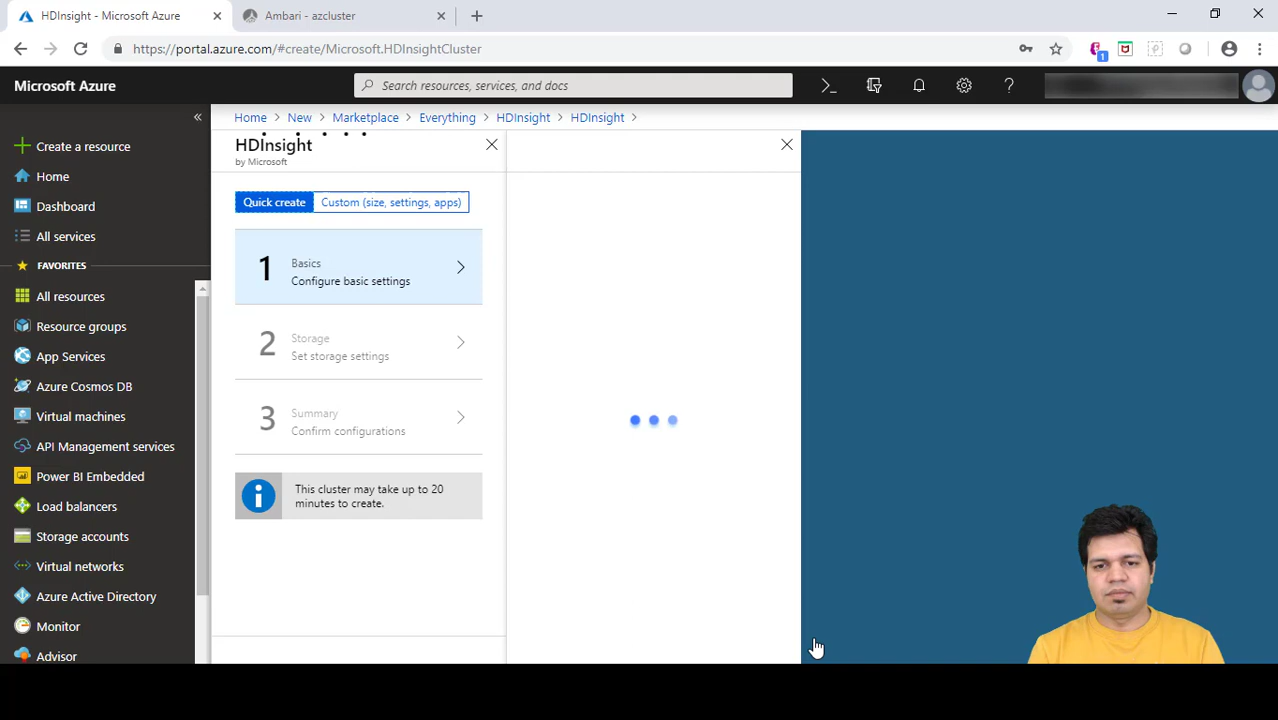 HDInsight - Microsoft Azure
Ambari - azcluster
https://portal.azure.com/#create/Microsoft.HDInsightCluster
1
Microsoft Azure
Search resources, services, and docs
Home > New > Marketplace > Everything > HDInsight > HDInsight >
Create a resource
Home
Dashboard
All services
FAVORITES
All resources
Resource groups
App Services
Azure Cosmos DB
Virtual machines
API Management services
Power BI Embedded
Load balancers
Storage accounts
Virtual networks
Azure Active Directory
Monitor
Advisor
HDInsight
by Microsoft
Quick create
Custom (size, settings, apps)
1
Basics
Configure basic settings
2
Storage
Set storage settings
3
Summary
Confirm configurations
This cluster may take up to 20
minutes to create.